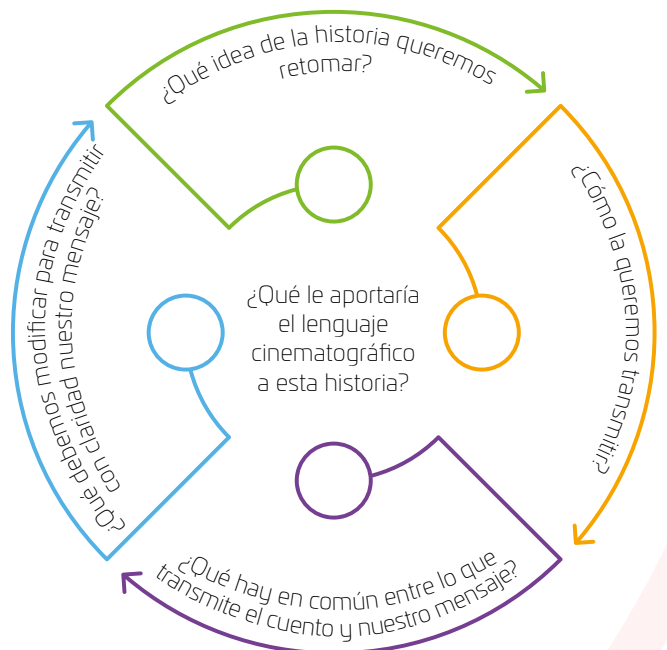 ¿Qué idea de la historia queremos
retomar?
¿Cómo la queremos transmitir?
¿Qué hay en común entre lo que
transmite el cuento y nuestro mensaje?
¿Qué debemos modificar para transmitir
con claridad nuestro mensaje?
¿Qué le aportaría
el lenguaje
cinematográfico
a esta historia?